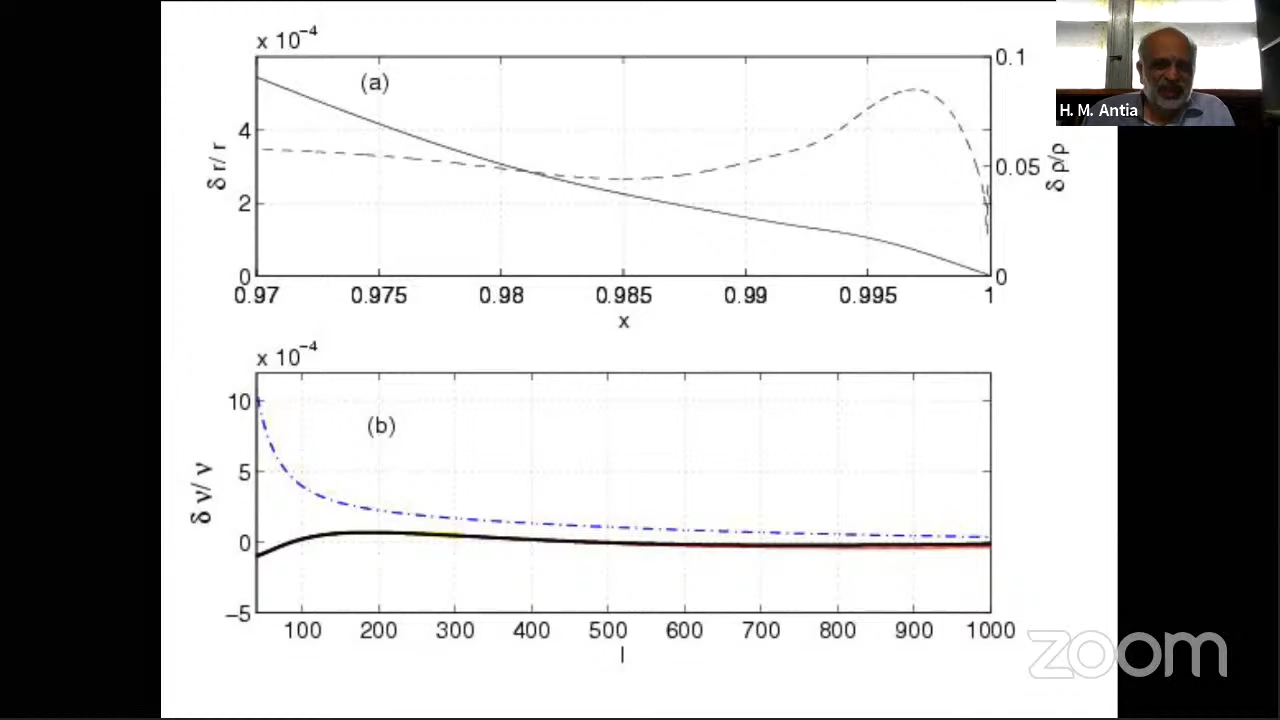 x 10⁻⁴
(a)
4
2
0
δ r/ r
0.1
0.05
0
δ ρ/ρ
0.97 0.975 0.98 0.985 0.99 0.995 1
x
H. M. Antia
x 10⁻⁴
(b)
10
5
0
−5
δ ν/ ν
100 200 300 400 500 600 700 800 900 1000
l
zoom